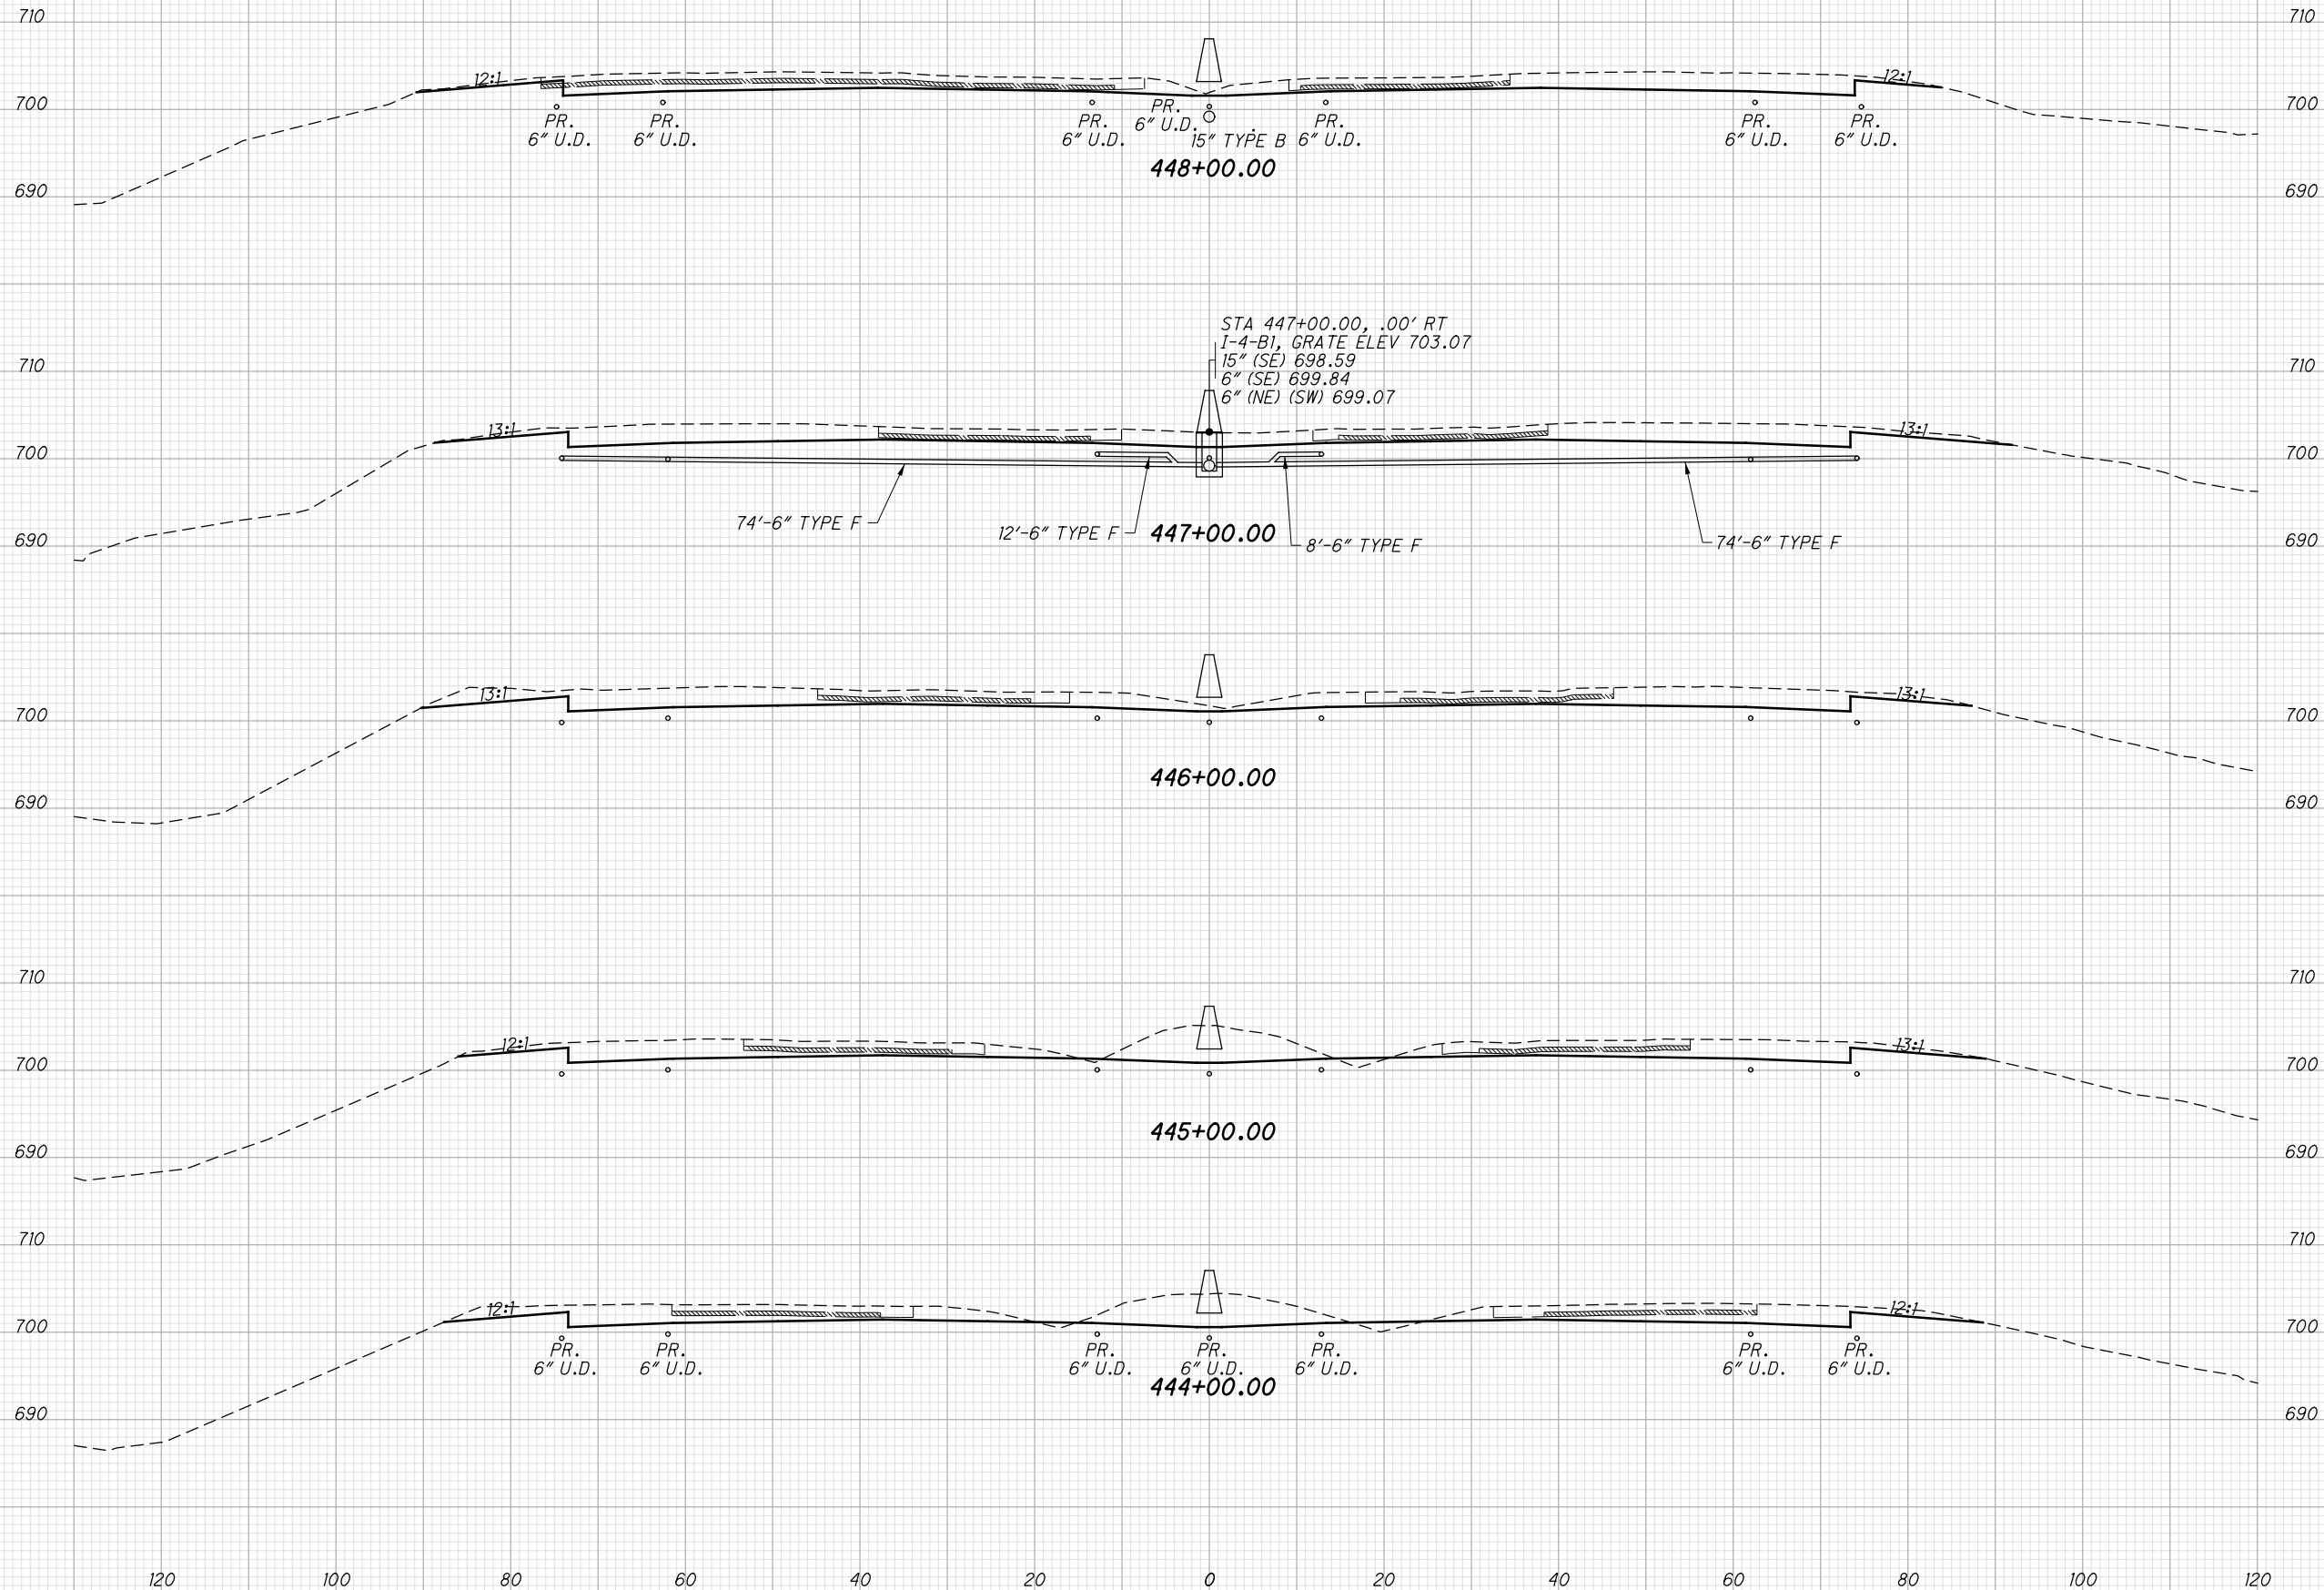 710 710
12:1 12:1
700 700
PR. PR. PR. PR. PR. PR. PR.
6" U.D. 6" U.D. 6" U.D. 6" U.D. 6" U.D. 6" U.D. 6" U.D.
15" TYPE B
448+00.00
690 690
STA 447+00.00, .00' RT
I-4-B1, GRATE ELEV 703.07
15" (SE) 698.59
6" (SE) 699.84
6" (NE) (SW) 699.07
710 710
13:1 13:1
700 700
74'-6" TYPE F
12'-6" TYPE F
447+00.00
8'-6" TYPE F
74'-6" TYPE F
690 690
13:1 13:1
700 700
446+00.00
690 690
710 710
12:1 13:1
700 700
445+00.00
690 690
710 710
12:1 12:1
700 700
PR. PR. PR. PR. PR. PR. PR.
6" U.D. 6" U.D. 6" U.D. 6" U.D. 6" U.D. 6" U.D. 6" U.D.
444+00.00
690 690
120 100 80 60 40 20 0 20 40 60 80 100 120